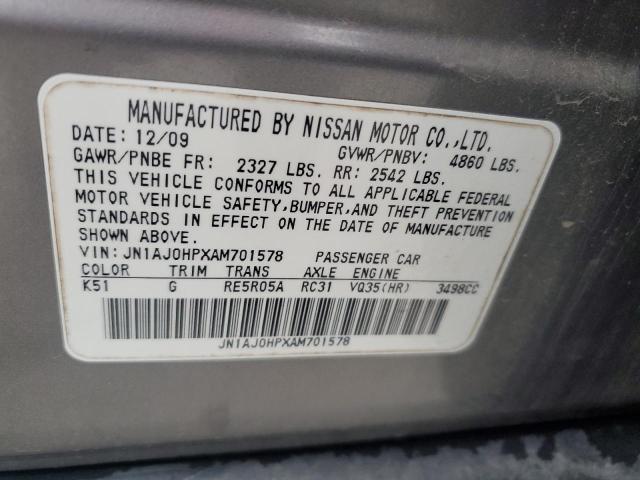 MANUFACTURED BY NISSAN MOTOR CO.,LTD.
DATE: 12/09 GVWR/PNBV: 4860 LBS.
GAWR/PNBE FR: 2327 LBS. RR: 2542 LBS.
THIS VEHICLE CONFORMS TO ALL APPLICABLE FEDERAL
MOTOR VEHICLE SAFETY,BUMPER,AND THEFT PREVENTION
STANDARDS IN EFFECT ON THE DATE OF MANUFACTURE
SHOWN ABOVE.
VIN: JN1AJ0HPXAM701578 PASSENGER CAR
COLOR TRIM TRANS AXLE ENGINE
K51 G RE5R05A RC31 VQ35(HR) 3498CC
JN1AJ0HPXAM701578